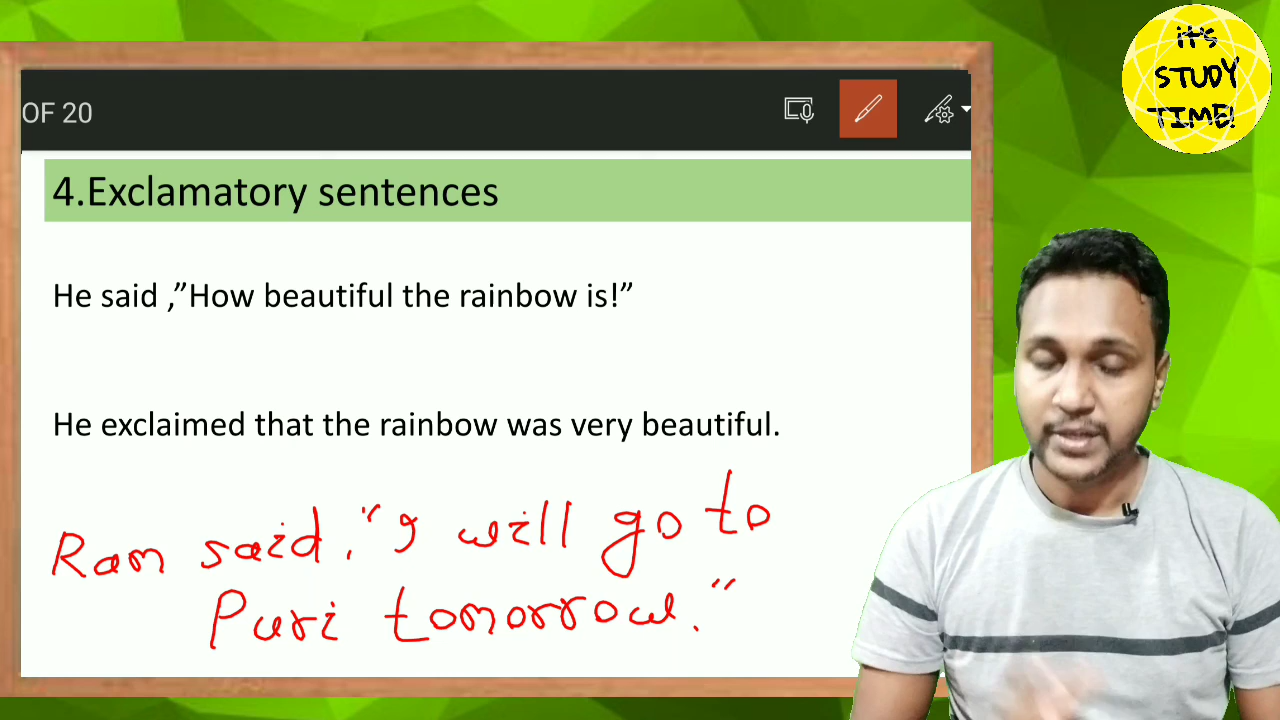 IT'S
STUDY
TIME!
OF 20
4.Exclamatory sentences
He said ,”How beautiful the rainbow is!”
He exclaimed that the rainbow was very beautiful.
Ram said, “I will go to
Puri tomorrow.”